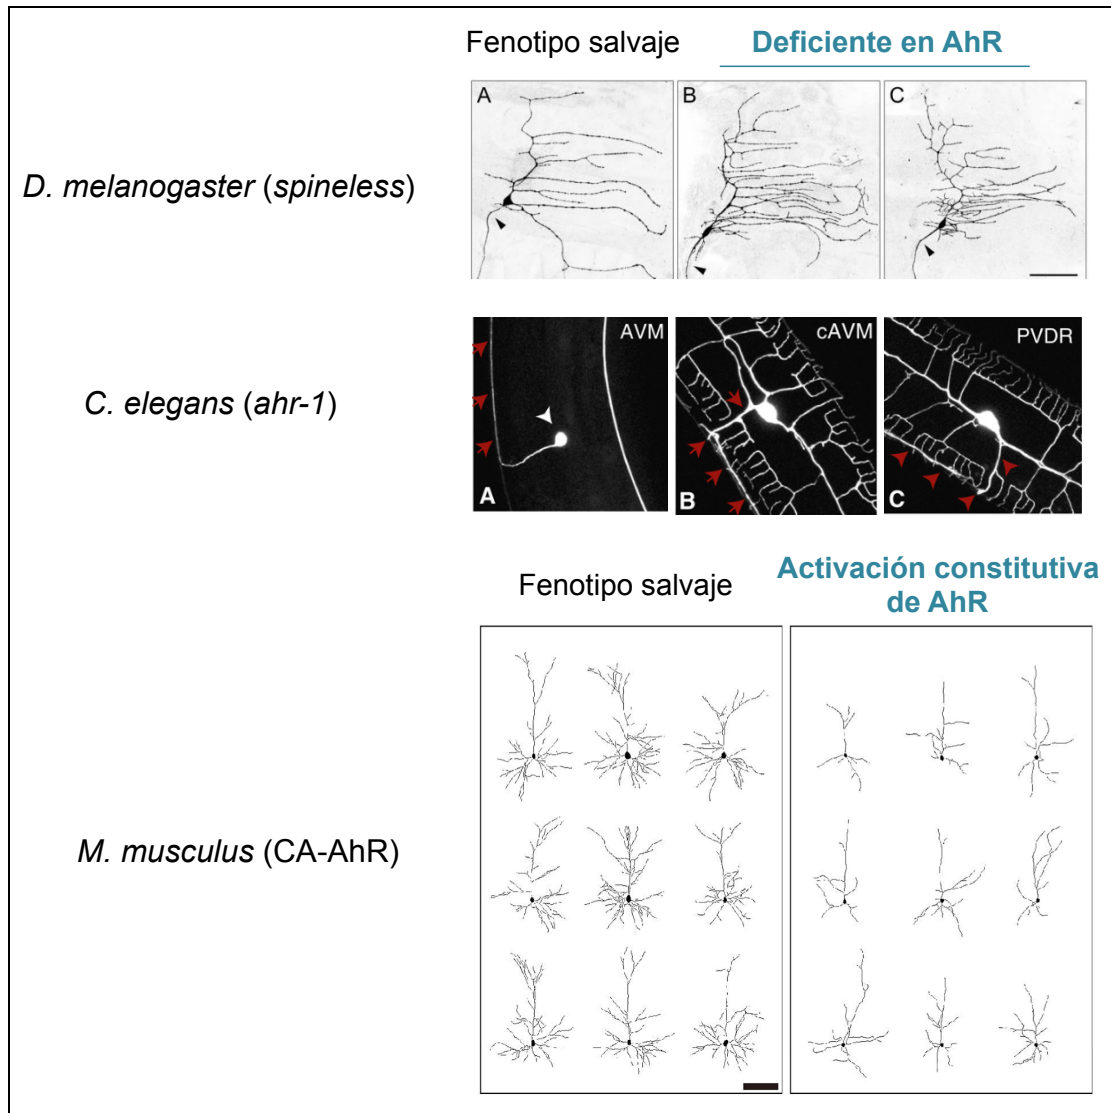 Fenotipo salvaje
Deficiente en AhR
A
B
C
D. melanogaster (spineless)
AVM
cAVM
PVDR
C. elegans (ahr-1)
A
B
C
Fenotipo salvaje
Activación constitutiva
de AhR
M. musculus (CA-AhR)